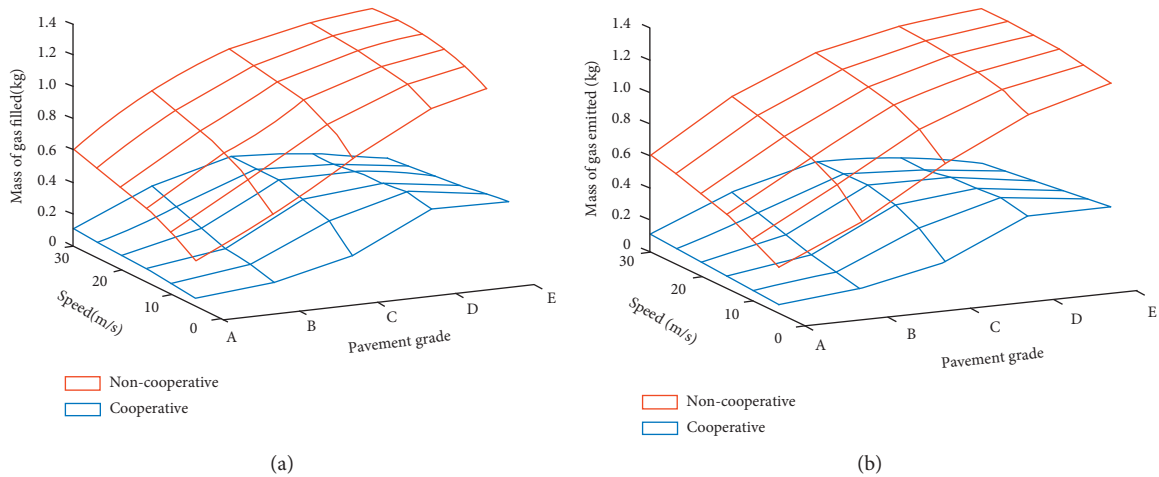 1.4
1.2
1.0
0.8
0.6
0.4
0.2
0
Mass of gas filled(kg)
30
20
10
0
Speed(m/s)
A
B
C
D
E
Pavement grade
Non-cooperative
Cooperative
(a)
1.4
1.2
1.0
0.8
0.6
0.4
0.2
0
Mass of gas emitted (kg)
30
20
10
0
Speed (m/s)
A
B
C
D
E
Pavement grade
Non-cooperative
Cooperative
(b)